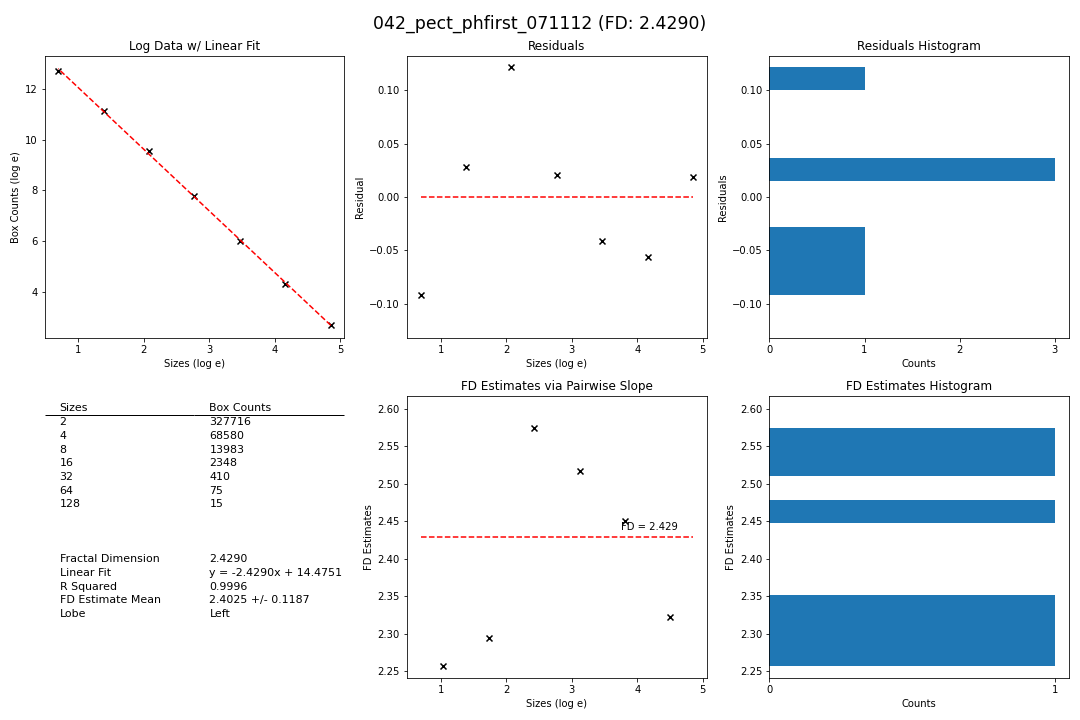 042_pect_phfirst_071112 (FD: 2.4290)
Log Data w/ Linear Fit
Box Counts (log e)
12
10
8
6
4
1 2 3 4 5
Sizes (log e)
Residuals
Residual
0.10
0.05
0.00
−0.05
−0.10
1 2 3 4 5
Sizes (log e)
Residuals Histogram
Residuals
0.10
0.05
0.00
−0.05
−0.10
0 1 2 3
Counts
Sizes Box Counts
2 327716
4 68580
8 13983
16 2348
32 410
64 75
128 15
Fractal Dimension 2.4290
Linear Fit y = -2.4290x + 14.4751
R Squared 0.9996
FD Estimate Mean 2.4025 +/- 0.1187
Lobe Left
FD Estimates via Pairwise Slope
FD Estimates
2.60
2.55
2.50
2.45
2.40
2.35
2.30
2.25
FD = 2.429
1 2 3 4 5
Sizes (log e)
FD Estimates Histogram
FD Estimates
2.60
2.55
2.50
2.45
2.40
2.35
2.30
2.25
0 1
Counts